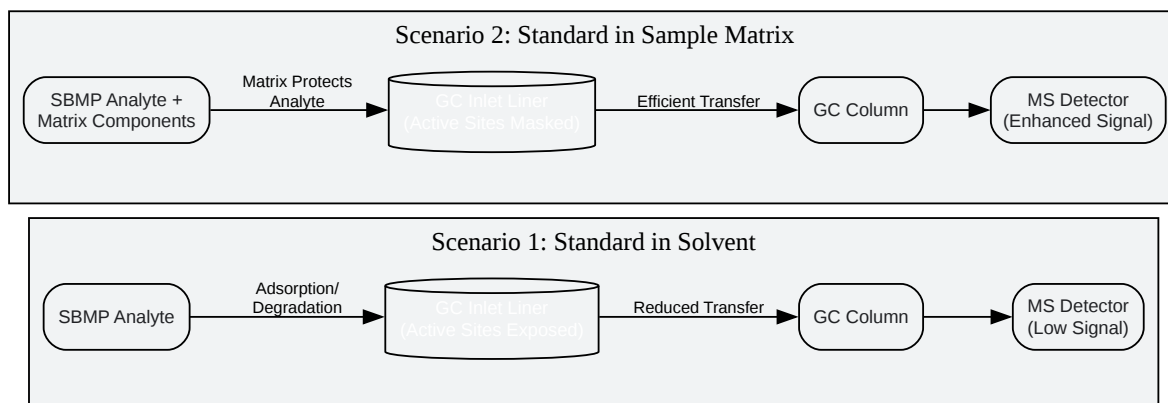 Scenario 2: Standard in Sample Matrix
SBMP Analyte +
Matrix Components
Matrix Protects
Analyte
GC Inlet Liner
(Active Sites Masked)
Efficient Transfer
GC Column
MS Detector
(Enhanced Signal)
Scenario 1: Standard in Solvent
SBMP Analyte
Adsorption/
Degradation
GC Inlet Liner
(Active Sites Exposed)
Reduced Transfer
GC Column
MS Detector
(Low Signal)